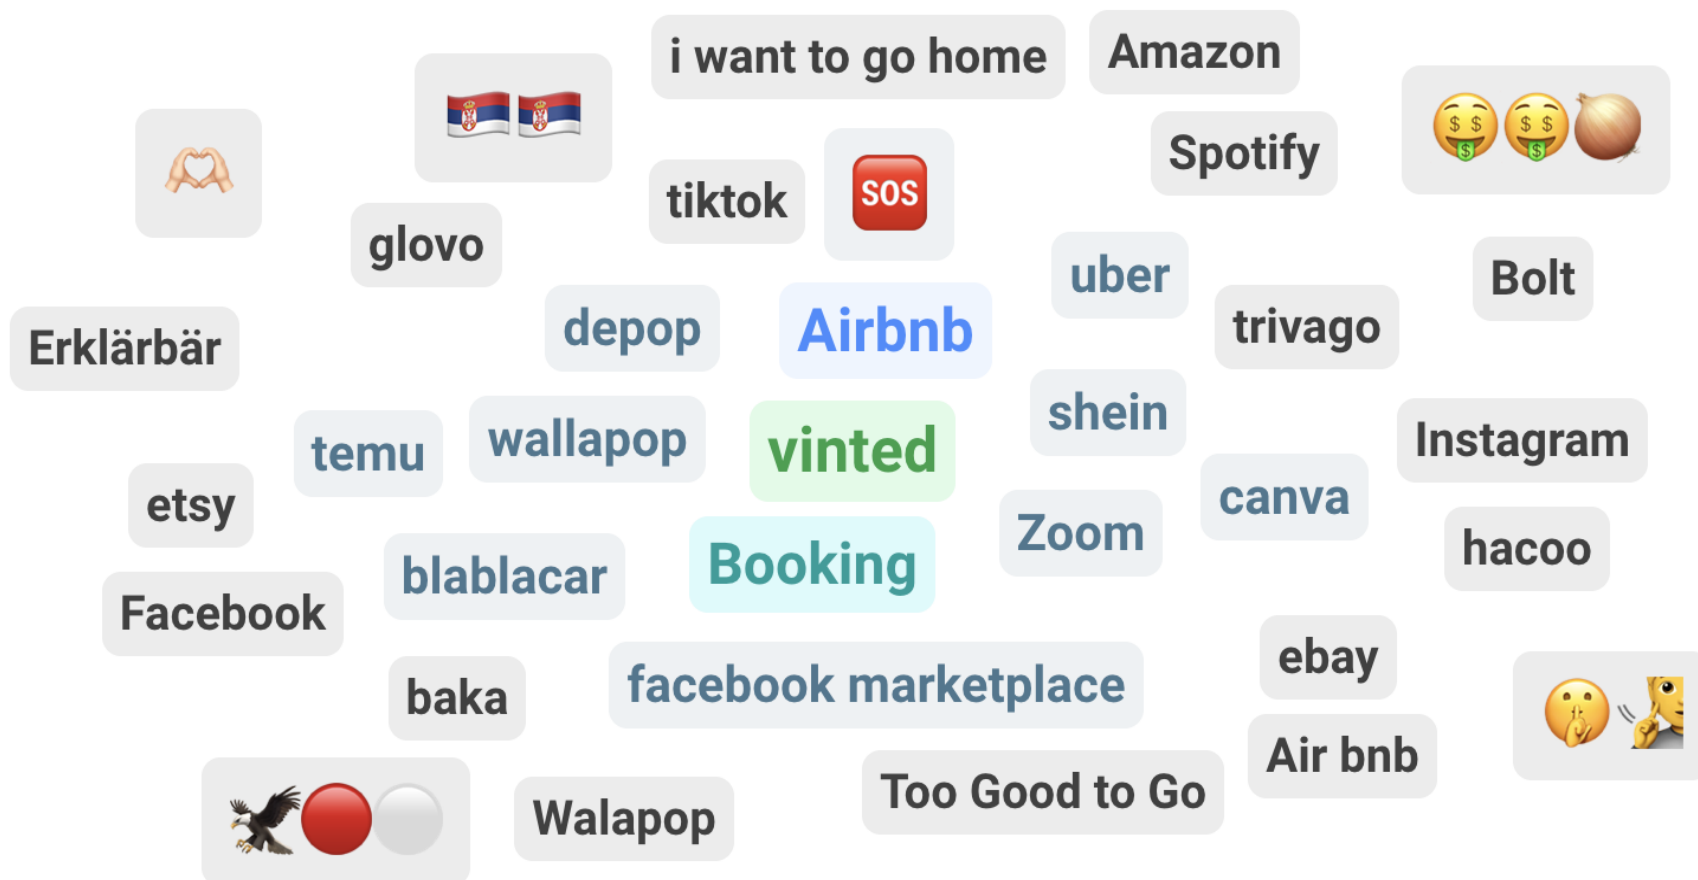 i want to go home
Amazon
🇷🇸🇷🇸
🤑🤑🧅
🫶🏻
Spotify
tiktok
🆘
glovo
uber
Bolt
depop
Airbnb
trivago
Erklärbär
shein
temu
wallapop
vinted
Instagram
etsy
canva
Zoom
hacoo
blablacar
Booking
Facebook
ebay
baka
facebook marketplace
🤫🧏
Air bnb
Too Good to Go
🦅🔴⚪
Walapop